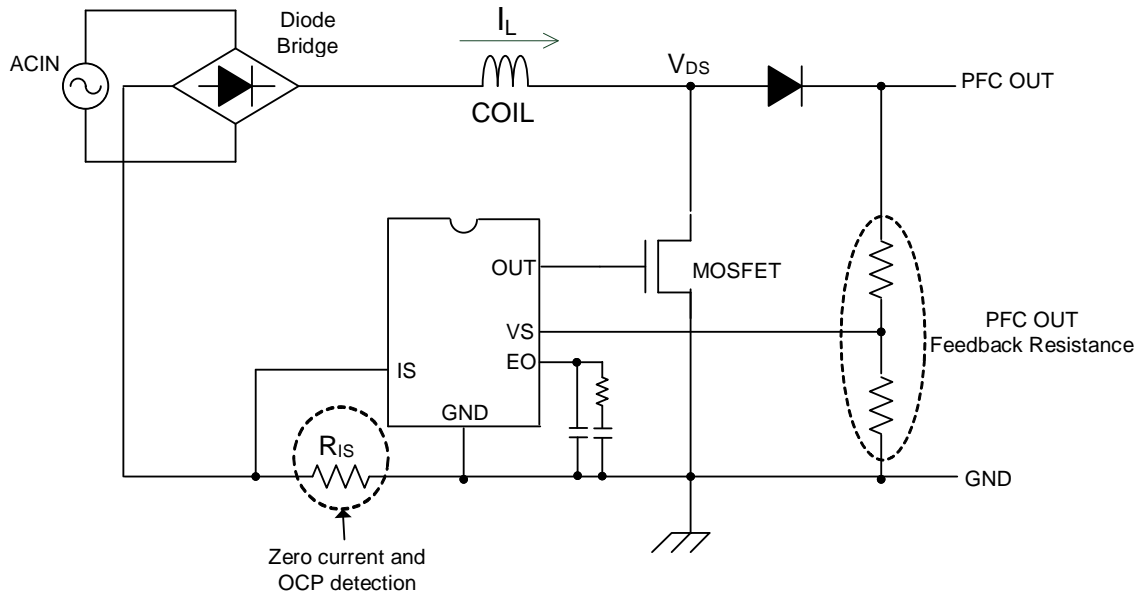 Diode
Bridge
I_L
ACIN
V_DS
PFC OUT
COIL
OUT
MOSFET
VS
PFC OUT
Feedback Resistance
EO
IS
GND
R_IS
GND
Zero current and
OCP detection